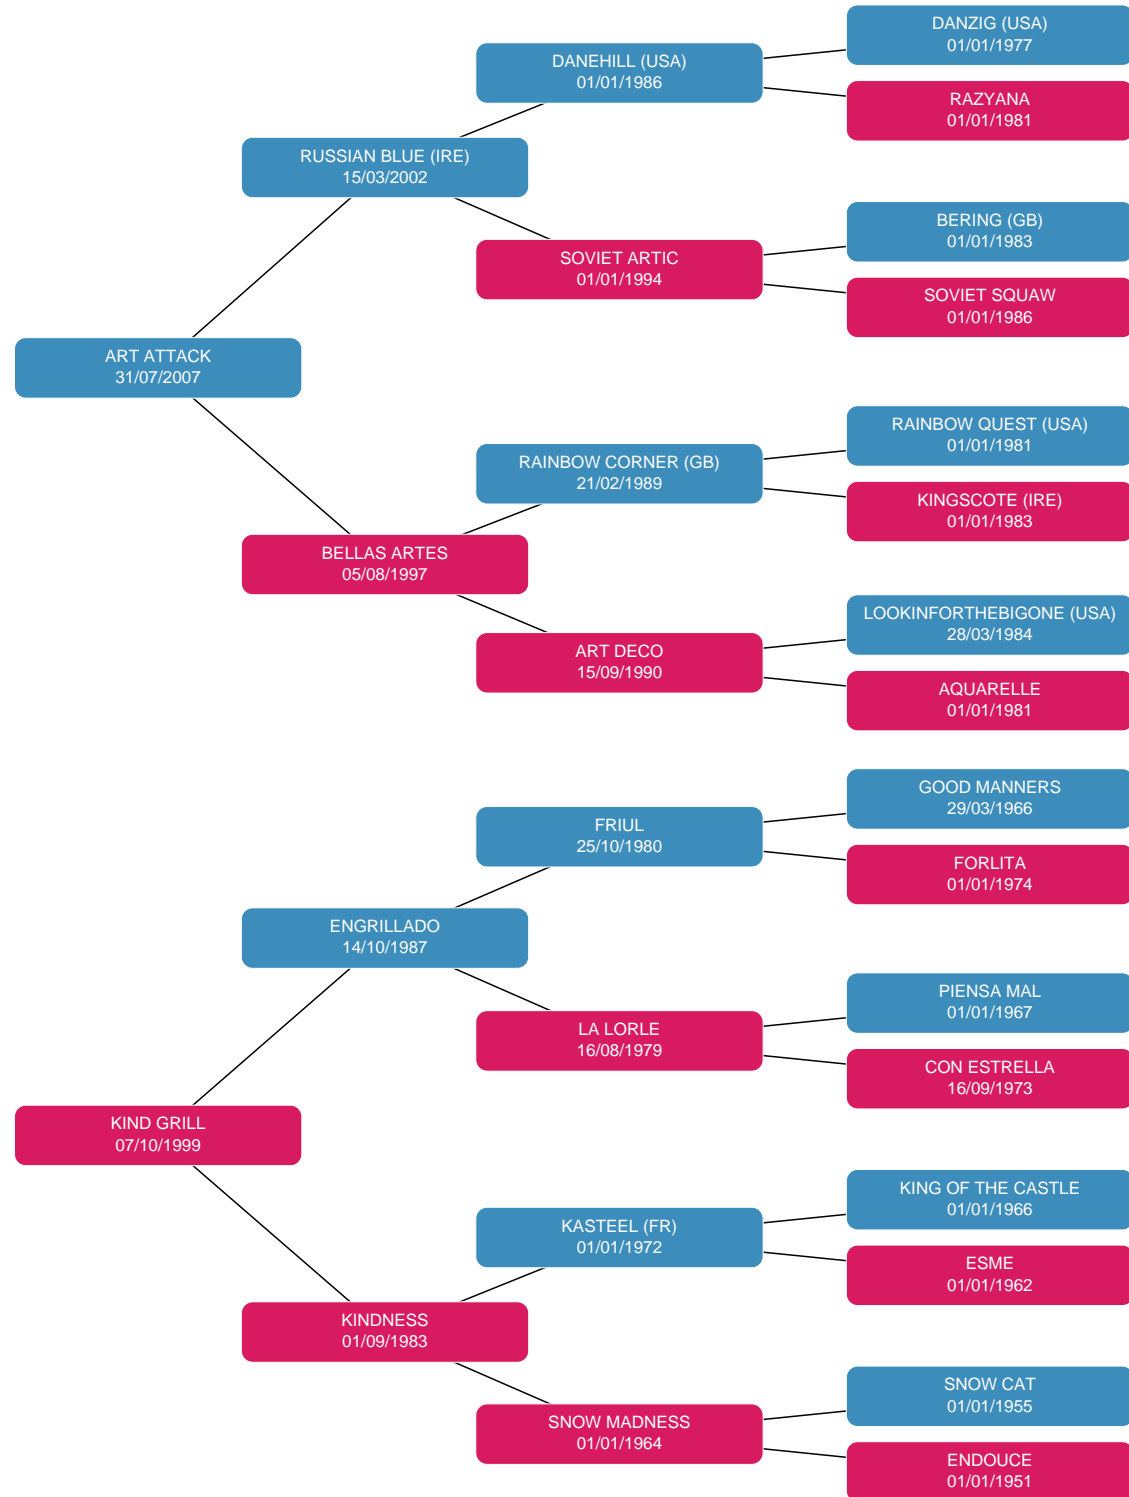 DANZIG (USA)
01/01/1977
DANEHILL (USA)
01/01/1986
RAZYANA
01/01/1981
RUSSIAN BLUE (IRE)
15/03/2002
BERING (GB)
01/01/1983
SOVIET ARTIC
01/01/1994
SOVIET SQUAW
01/01/1986
ART ATTACK
31/07/2007
RAINBOW QUEST (USA)
01/01/1981
RAINBOW CORNER (GB)
21/02/1989
KINGSCOTE (IRE)
01/01/1983
BELLAS ARTES
05/08/1997
LOOKINFORTHEBIGONE (USA)
28/03/1984
ART DECO
15/09/1990
AQUARELLE
01/01/1981
GOOD MANNERS
29/03/1966
FRIUL
25/10/1980
FORLITA
01/01/1974
ENGRILLADO
14/10/1987
PIENSA MAL
01/01/1967
LA LORLE
16/08/1979
CON ESTRELLA
16/09/1973
KIND GRILL
07/10/1999
KING OF THE CASTLE
01/01/1966
KASTEEL (FR)
01/01/1972
ESME
01/01/1962
KINDNESS
01/09/1983
SNOW CAT
01/01/1955
SNOW MADNESS
01/01/1964
ENDOUCE
01/01/1951